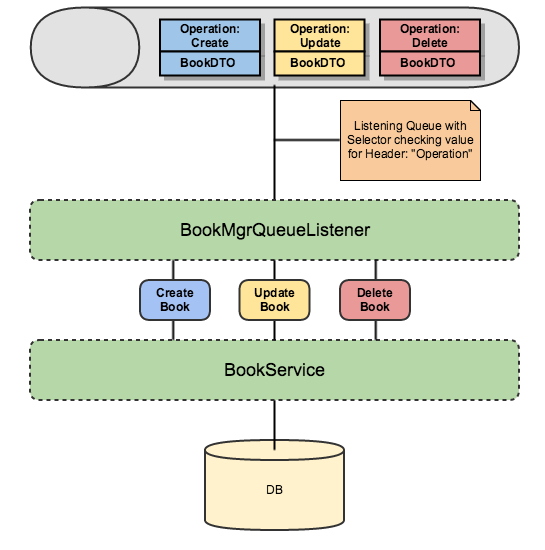 Operation:
Create
BookDTO
Operation:
Update
BookDTO
Operation:
Delete
BookDTO
Listening Queue with
Selector checking value
for Header: "Operation"
BookMgrQueueListener
Create
Book
Update
Book
Delete
Book
BookService
DB